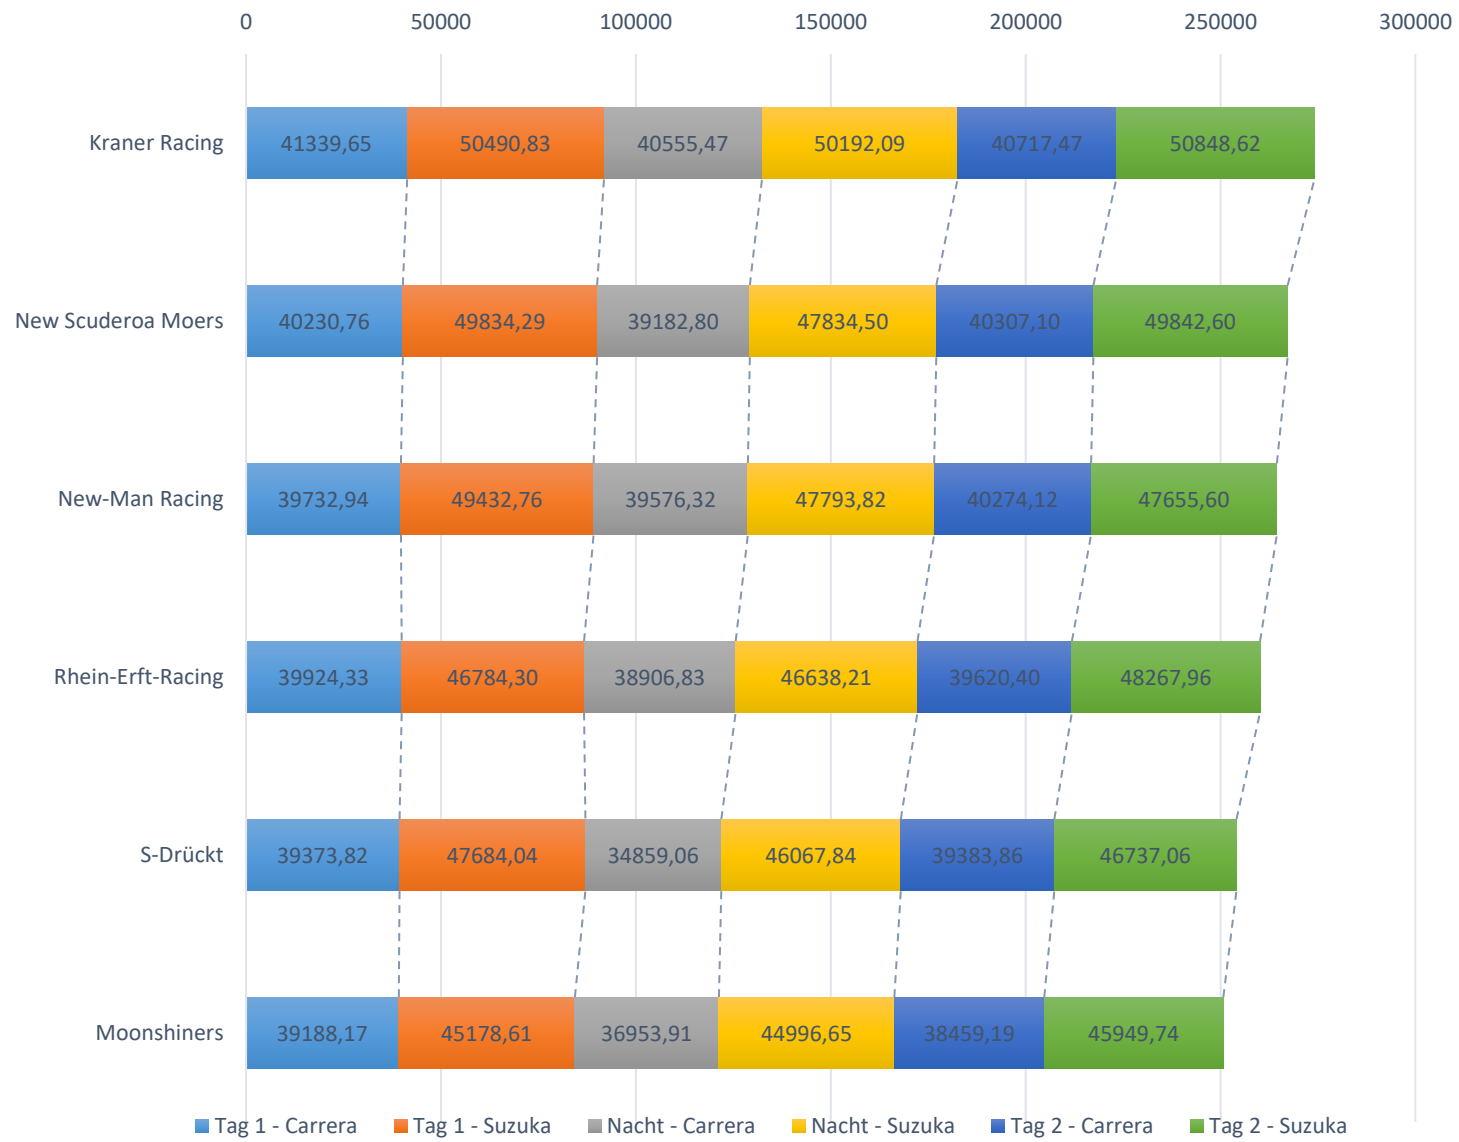 0 50000 100000 150000 200000 250000 300000
Kraner Racing 41339,65 50490,83 40555,47 50192,09 40717,47 50848,62
New Scuderoa Moers 40230,76 49834,29 39182,80 47834,50 40307,10 49842,60
New-Man Racing 39732,94 49432,76 39576,32 47793,82 40274,12 47655,60
Rhein-Erft-Racing 39924,33 46784,30 38906,83 46638,21 39620,40 48267,96
S-Drückt 39373,82 47684,04 34859,06 46067,84 39383,86 46737,06
Moonshiners 39188,17 45178,61 36953,91 44996,65 38459,19 45949,74
Tag 1 - Carrera Tag 1 - Suzuka Nacht - Carrera Nacht - Suzuka Tag 2 - Carrera Tag 2 - Suzuka